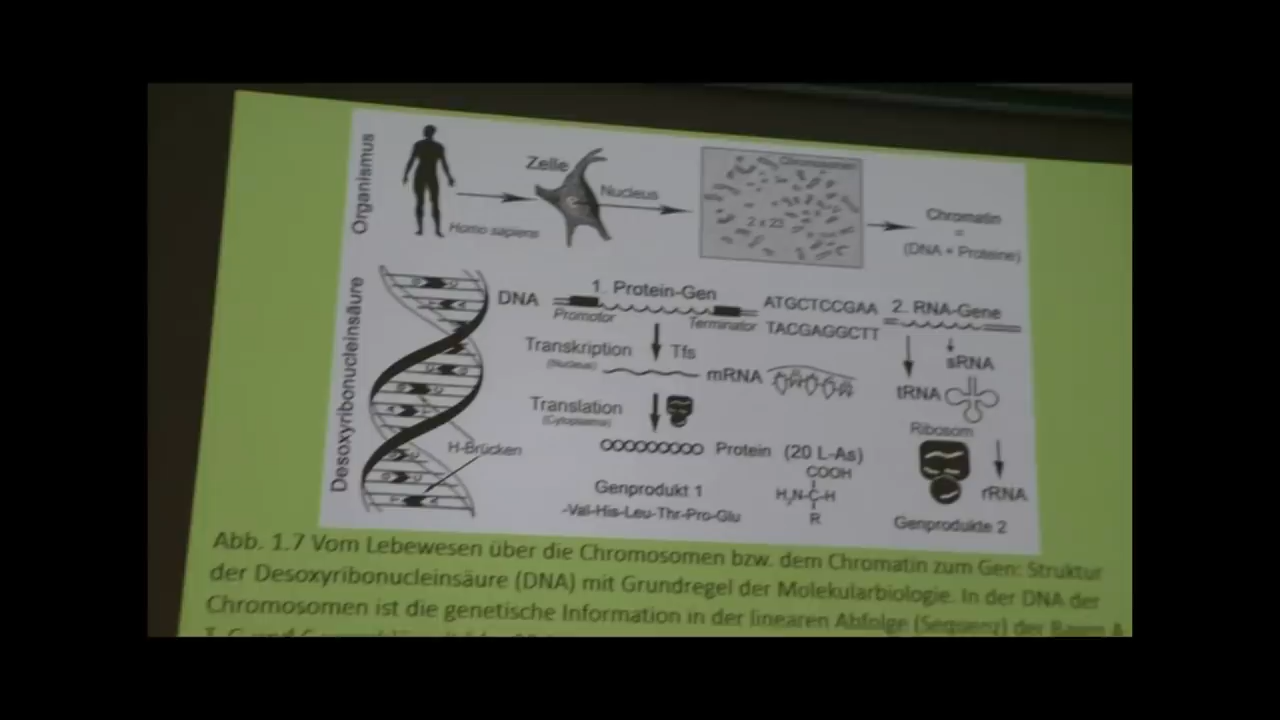 Organismus
Zelle
Nucleus
Homo sapiens
Chromosomen
2 x 23
Chromatin
=
(DNA + Proteine)
Desoxyribonucleinsäure
H-Brücken
DNA
1. Protein-Gen
Promotor
Terminator
ATGCTCCGAA
TACGAGGCTT
2. RNA-Gene
Transkription
(Nucleus)
Tfs
mRNA
sRNA
tRNA
Translation
(Cytoplasma)
Protein (20 L-As)
Ribosom
rRNA
COOH
H₂N-C-H
R
Genprodukt 1
-Val-His-Leu-Thr-Pro-Glu
Genprodukte 2
Abb. 1.7 Vom Lebewesen über die Chromosomen bzw. dem Chromatin zum Gen: Struktur
der Desoxyribonucleinsäure (DNA) mit Grundregel der Molekularbiologie. In der DNA der
Chromosomen ist die genetische Information in der linearen Abfolge (Sequenz) der Basen A